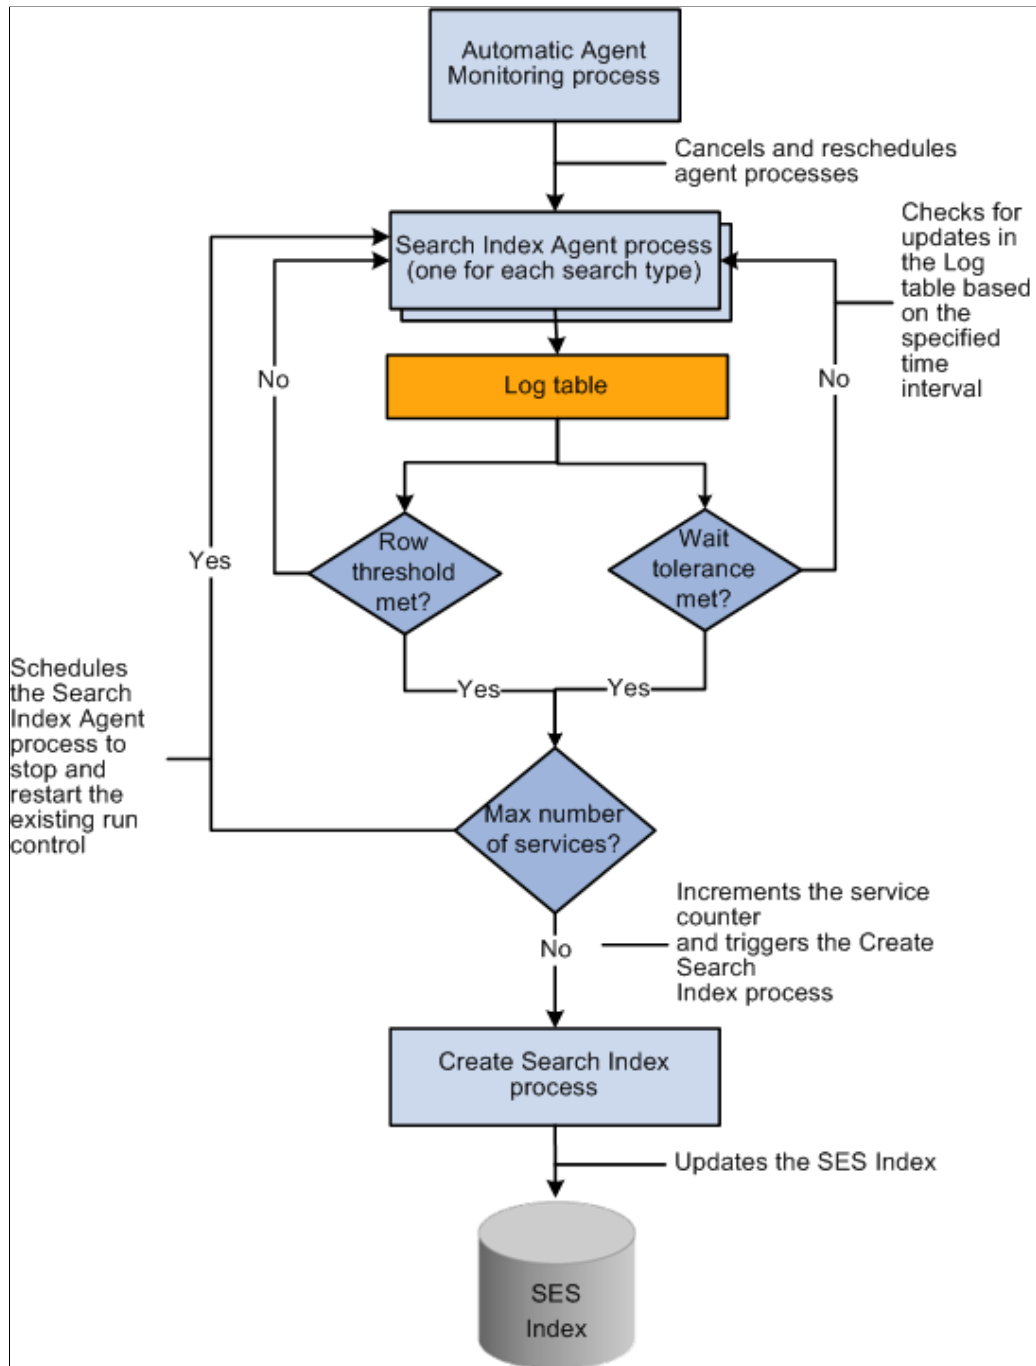 Automatic Agent
Monitoring process
Cancels and reschedules
agent processes
Checks for
updates in
the Log
table based
on the
specified
time
interval
Search Index Agent process
(one for each search type)
No
Log table
No
Yes
Row
threshold
met?
Wait
tolerance
met?
Schedules
the Search
Index Agent
process to
stop and
restart the
existing run
control
Yes
Yes
Max number
of services?
Increments the service
counter
and triggers the Create
Search
Index process
No
Create Search Index
process
Updates the SES Index
SES
Index